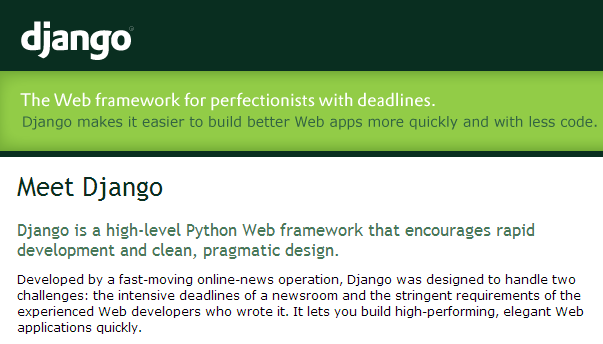 django
The Web framework for perfectionists with deadlines.
Django makes it easier to build better Web apps more quickly and with less code.
Meet Django
Django is a high-level Python Web framework that encourages rapid
development and clean, pragmatic design.
Developed by a fast-moving online-news operation, Django was designed to handle two
challenges: the intensive deadlines of a newsroom and the stringent requirements of the
experienced Web developers who wrote it. It lets you build high-performing, elegant Web
applications quickly.